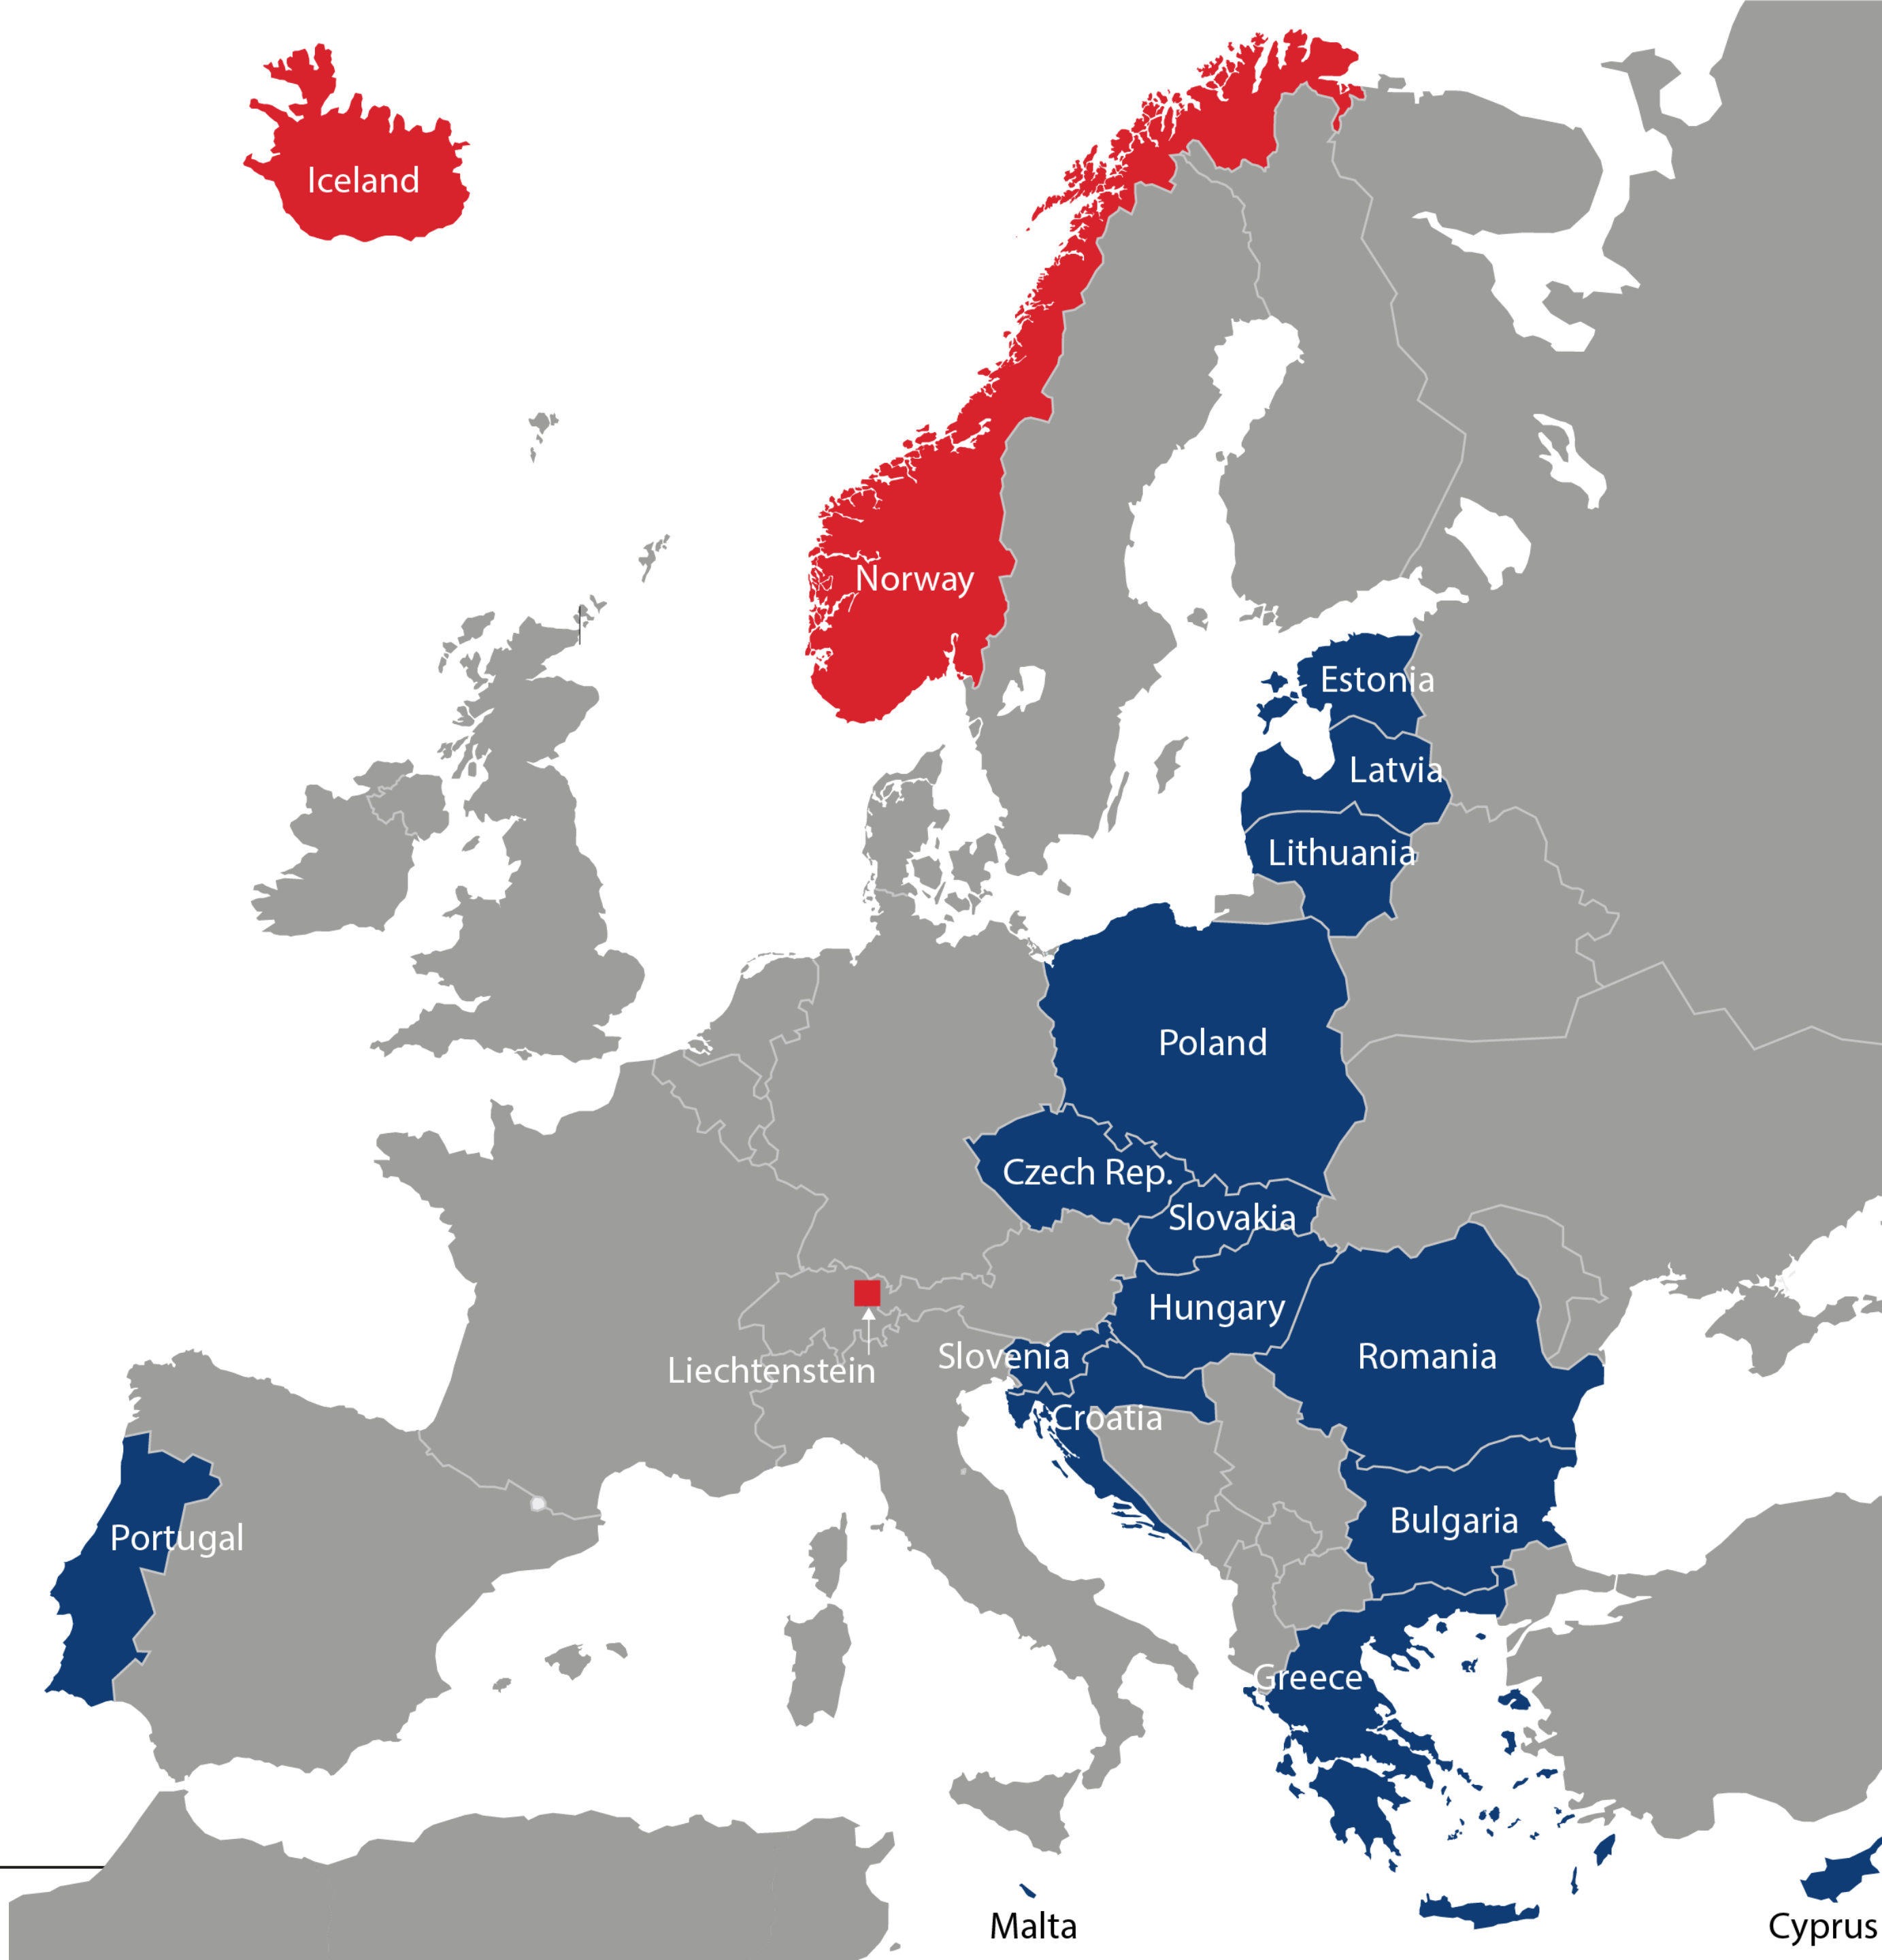 Iceland
Norway
Estonia
Latvia
Lithuania
Poland
Czech Rep.
Slovakia
Hungary
Slovenia
Romania
Liechtenstein
Croatia
Bulgaria
Portugal
Greece
Malta
Cyprus